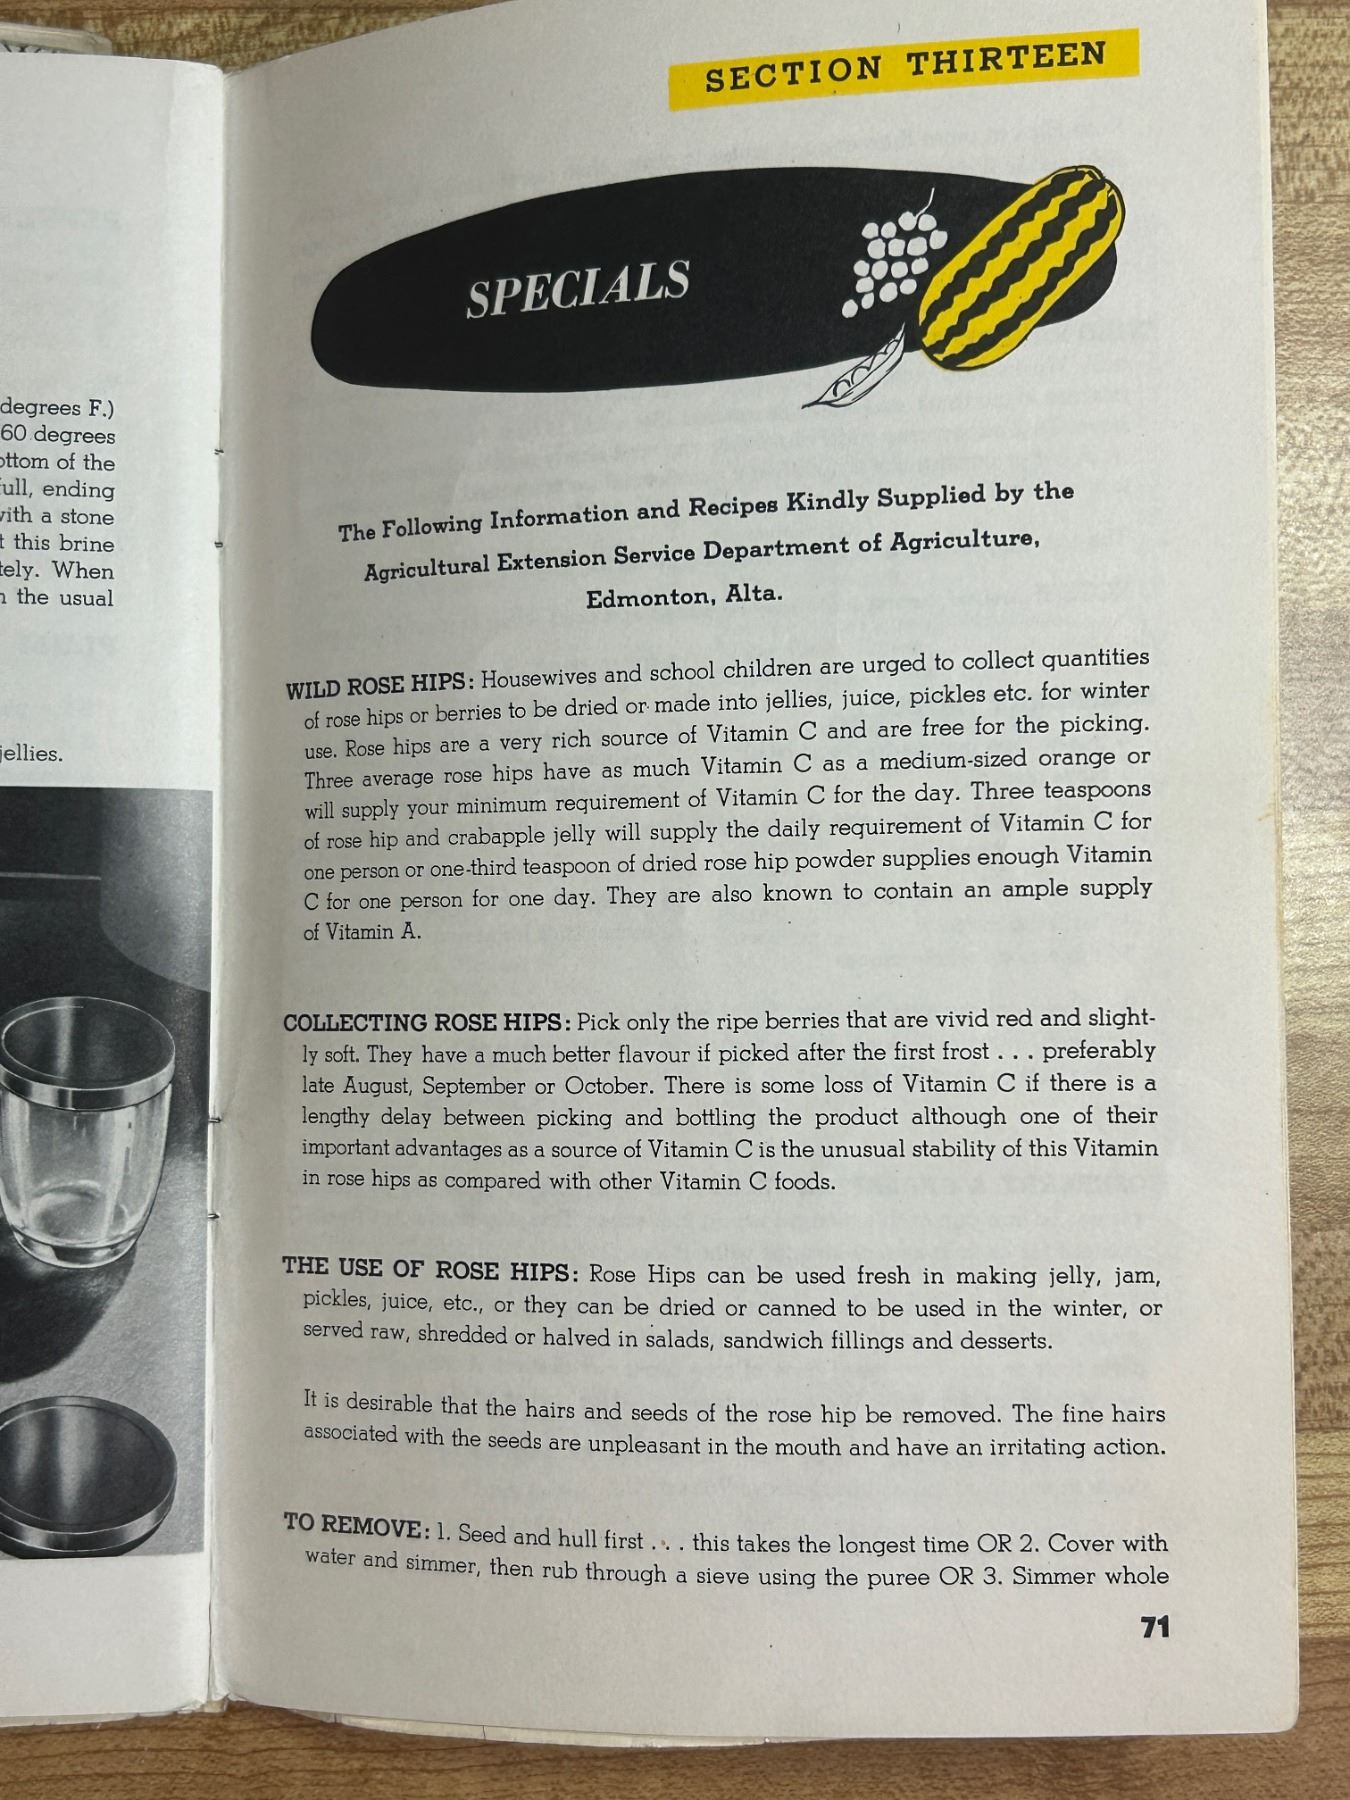 degrees F.)
60 degrees
of the
ending
with a stone
this brine
When
the usual
jellies.
SECTION THIRTEEN
SPECIALS
The Following Information and Recipes Kindly Supplied by the
Agricultural Extension Service Department of Agriculture,
Edmonton, Alta.
WILD ROSE HIPS: Housewives and school children are urged to collect quantities
of rose hips or berries to be dried or made into jellies, juice, pickles etc. for winter
use. Rose hips are a very rich source of Vitamin C and are free for the picking.
Three average rose hips have as much Vitamin C as a medium-sized orange or
will supply your minimum requirement of Vitamin C for the day. Three teaspoons
of rose hip and crabapple jelly will supply the daily requirement of Vitamin C for
one person or one-third teaspoon of dried rose hip powder supplies enough Vitamin
C for one person for one day. They are also known to contain an ample supply
of Vitamin A.
COLLECTING ROSE HIPS: Pick only the ripe berries that are vivid red and slight-
ly soft. They have a much better flavour if picked after the first frost . . . preferably
late August, September or October. There is some loss of Vitamin C if there is a
lengthy delay between picking and bottling the product although one of their
important advantages as a source of Vitamin C is the unusual stability of this Vitamin
in rose hips as compared with other Vitamin C foods.
THE USE OF ROSE HIPS: Rose Hips can be used fresh in making jelly, jam,
pickles, juice, etc., or they can be dried or canned to be used in the winter, or
served raw, shredded or halved in salads, sandwich fillings and desserts.
It is desirable that the hairs and seeds of the rose hip be removed. The fine hairs
associated with the seeds are unpleasant in the mouth and have an irritating action.
TO REMOVE: 1. Seed and hull first . . . this takes the longest time OR 2. Cover with
water and simmer, then rub through a sieve using the puree OR 3. Simmer whole
71